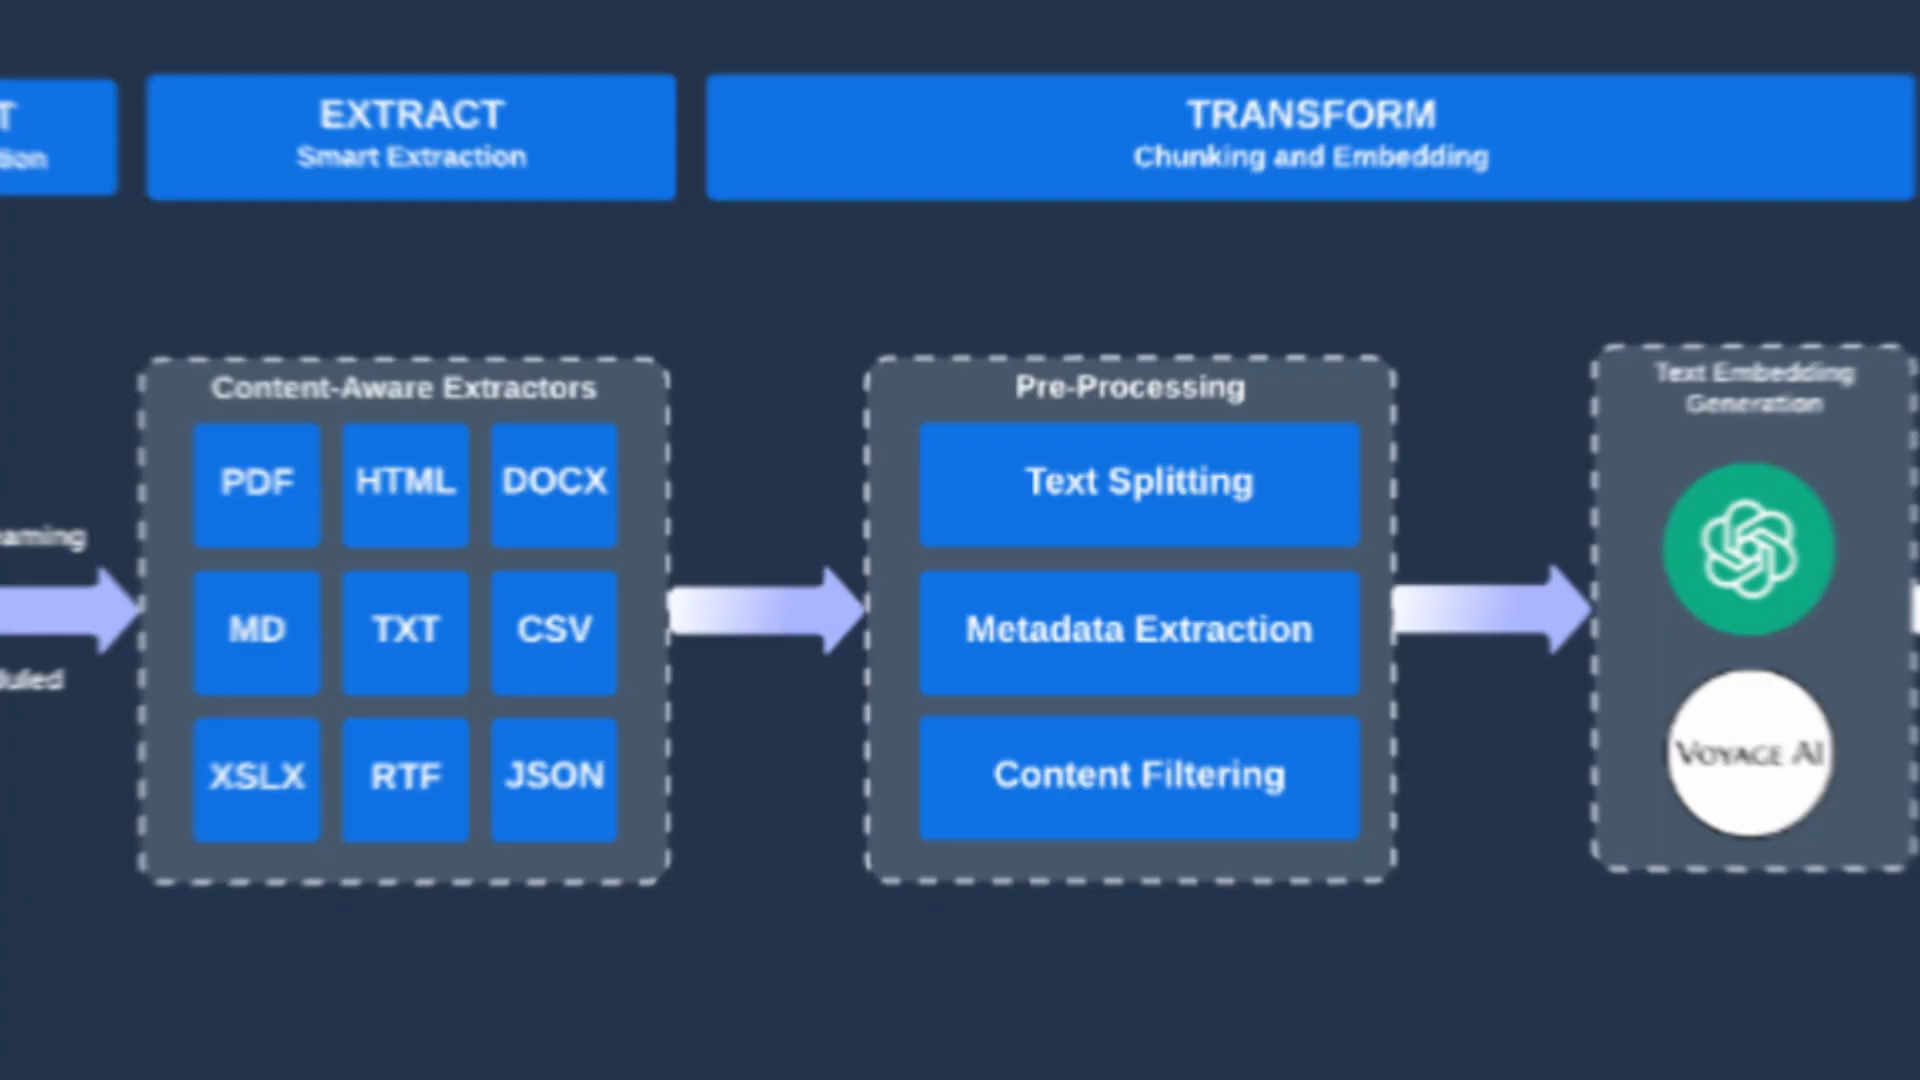 T
EXTRACT
Smart Extraction
TRANSFORM
Chunking and Embedding
Content-Aware Extractors
PDF
HTML
DOCX
MD
TXT
CSV
XSLX
RTF
JSON
Pre-Processing
Text Splitting
Metadata Extraction
Content Filtering
Text Embedding
Generation
VOYAGE AI